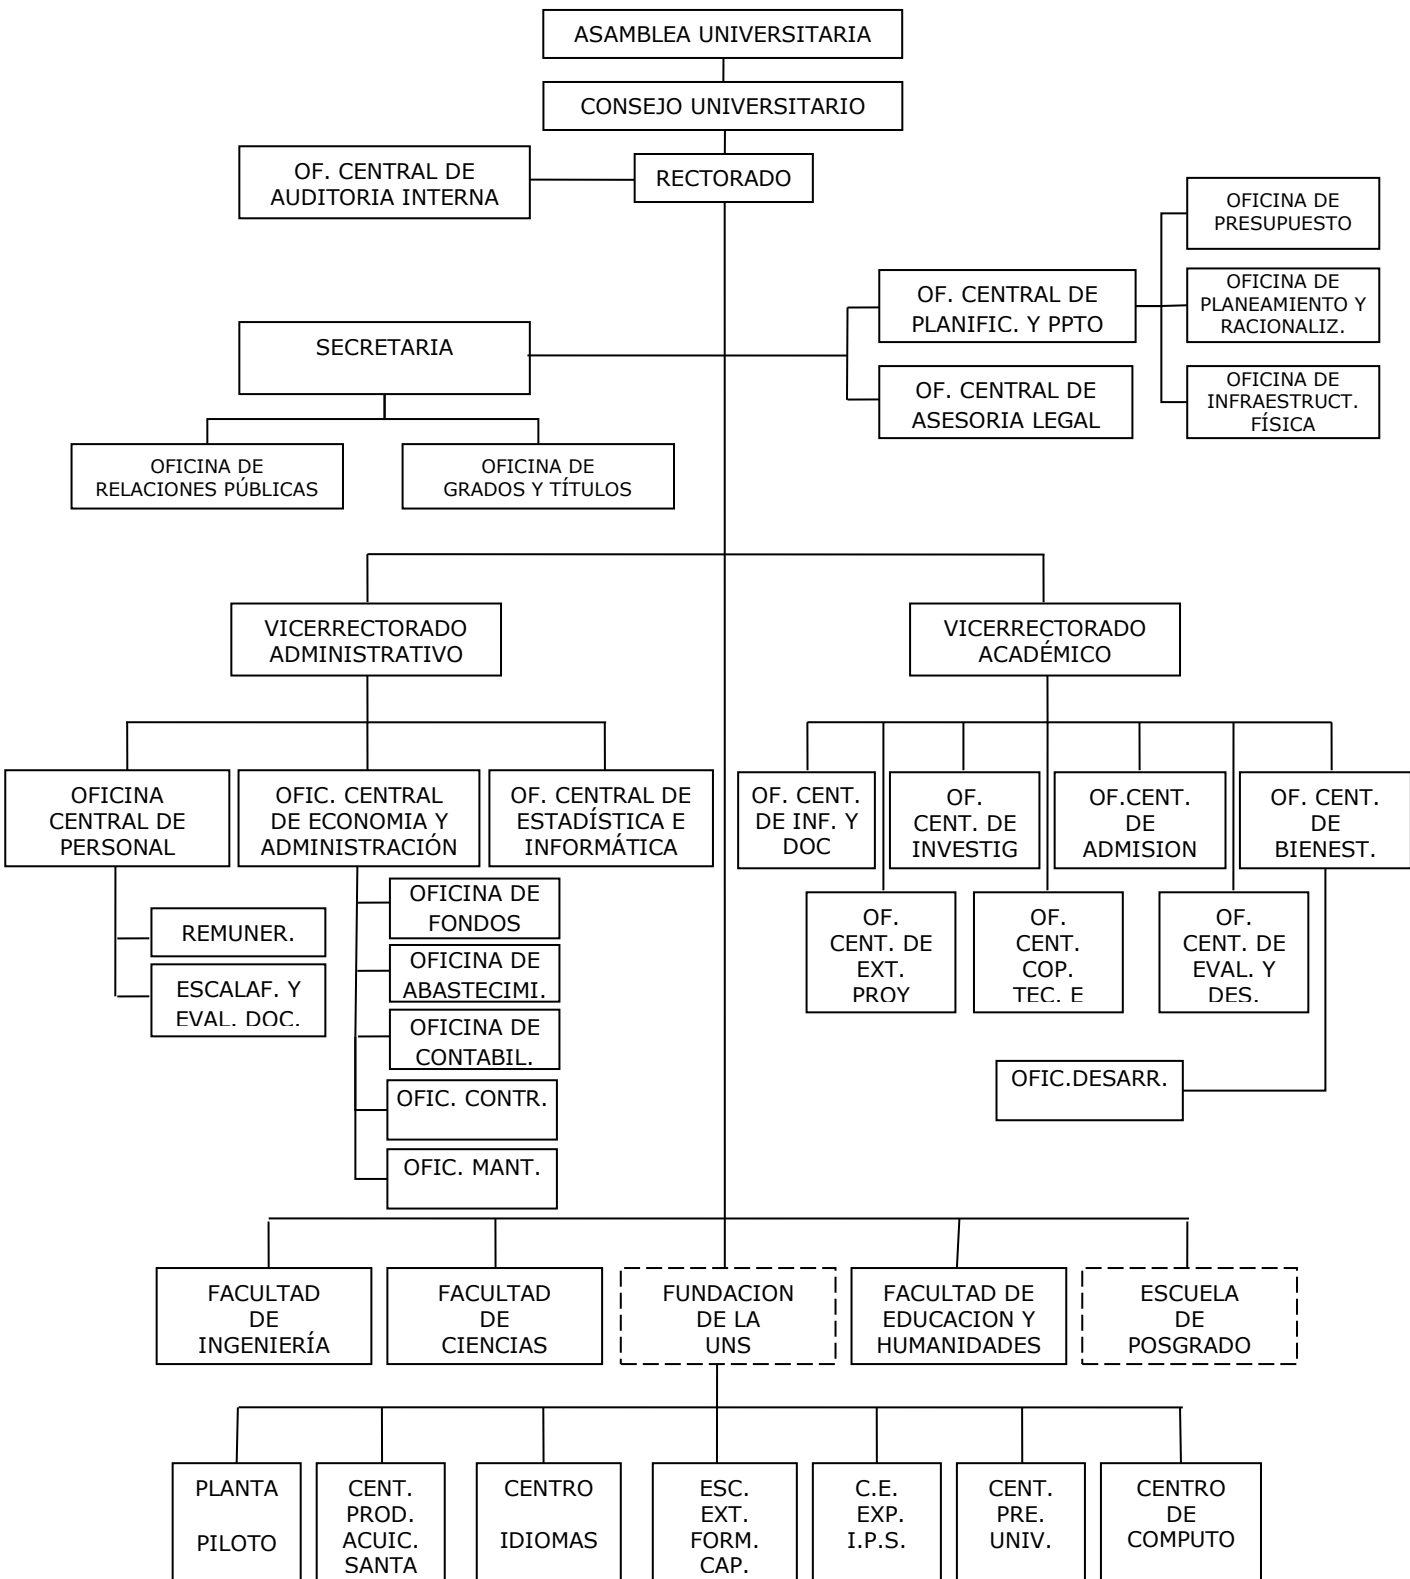 ASAMBLEA UNIVERSITARIA
CONSEJO UNIVERSITARIO
OF. CENTRAL DE
AUDITORIA INTERNA
RECTORADO
OFICINA DE
PRESUPUESTO
OF. CENTRAL DE
PLANIFIC. Y PPTO
OFICINA DE
PLANEAMIENTO Y
RACIONALIZ.
SECRETARIA
OF. CENTRAL DE
ASESORIA LEGAL
OFICINA DE
INFRAESTRUCT.
FÍSICA
OFICINA DE
RELACIONES PÚBLICAS
OFICINA DE
GRADOS Y TÍTULOS
VICERRECTORADO
ADMINISTRATIVO
VICERRECTORADO
ACADÉMICO
OFICINA
CENTRAL DE
PERSONAL
OFIC. CENTRAL
DE ECONOMIA Y
ADMINISTRACIÓN
OF. CENTRAL DE
ESTADÍSTICA E
INFORMÁTICA
OF. CENT.
DE INF. Y
DOC
OF.
CENT. DE
INVESTIG
OF.CENT.
DE
ADMISION
OF. CENT.
DE
BIENEST.
REMUNER.
ESCALAF. Y
EVAL. DOC.
OFICINA DE
FONDOS
OFICINA DE
ABASTECIMI.
OFICINA DE
CONTABIL.
OFIC. CONTR.
OFIC. MANT.
OF.
CENT. DE
EXT.
PROY
OF.
CENT.
COP.
TEC. E
OF.
CENT. DE
EVAL. Y
DES.
OFIC.DESARR.
FACULTAD
DE
INGENIERÍA
FACULTAD
DE
CIENCIAS
FUNDACION
DE LA
UNS
FACULTAD DE
EDUCACION Y
HUMANIDADES
ESCUELA
DE
POSGRADO
PLANTA
PILOTO
CENT.
PROD.
ACUIC.
SANTA
CENTRO
IDIOMAS
ESC.
EXT.
FORM.
CAP.
C.E.
EXP.
I.P.S.
CENT.
PRE.
UNIV.
CENTRO
DE
COMPUTO